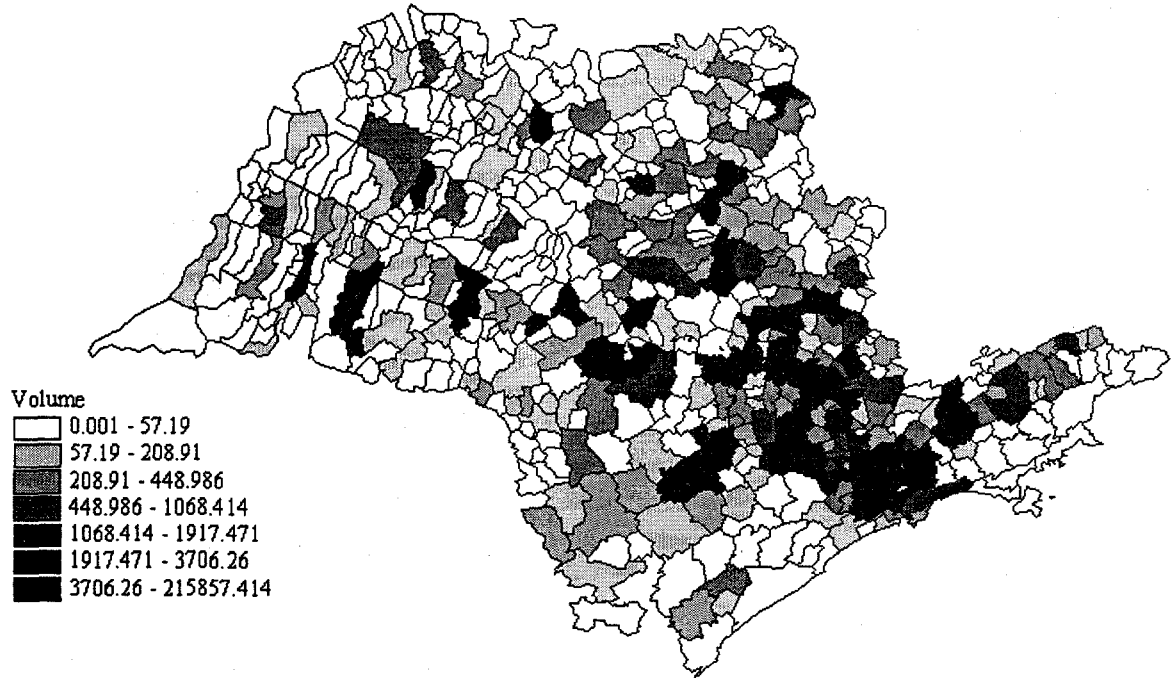 Volume
0.001 - 57.19
57.19 - 208.91
208.91 - 448.986
448.986 - 1068.414
1068.414 - 1917.471
1917.471 - 3706.26
3706.26 - 215857.414